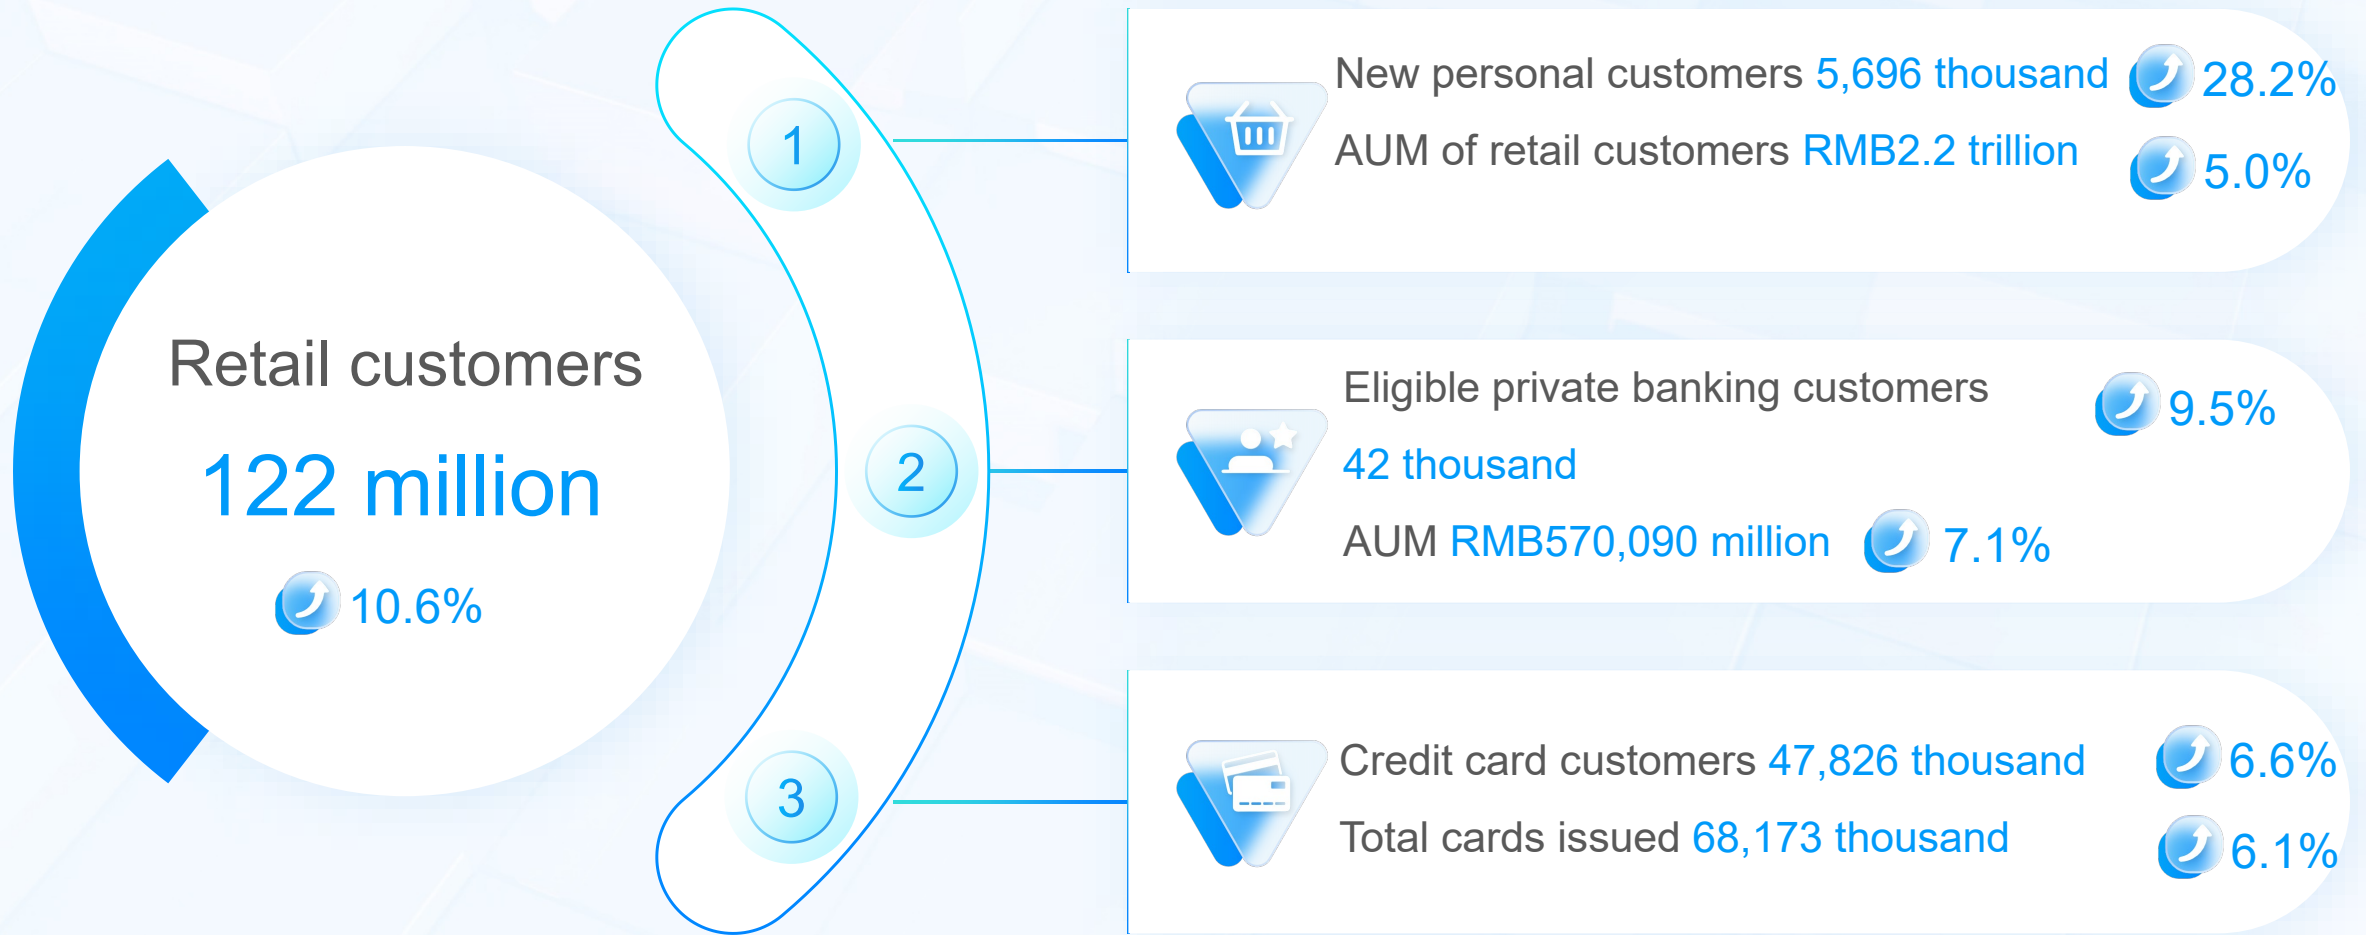 Retail customers
122 million
10.6%
1
New personal customers 5,696 thousand 28.2%
AUM of retail customers RMB2.2 trillion 5.0%
2
Eligible private banking customers 9.5%
42 thousand
AUM RMB570,090 million 7.1%
3
Credit card customers 47,826 thousand 6.6%
Total cards issued 68,173 thousand 6.1%